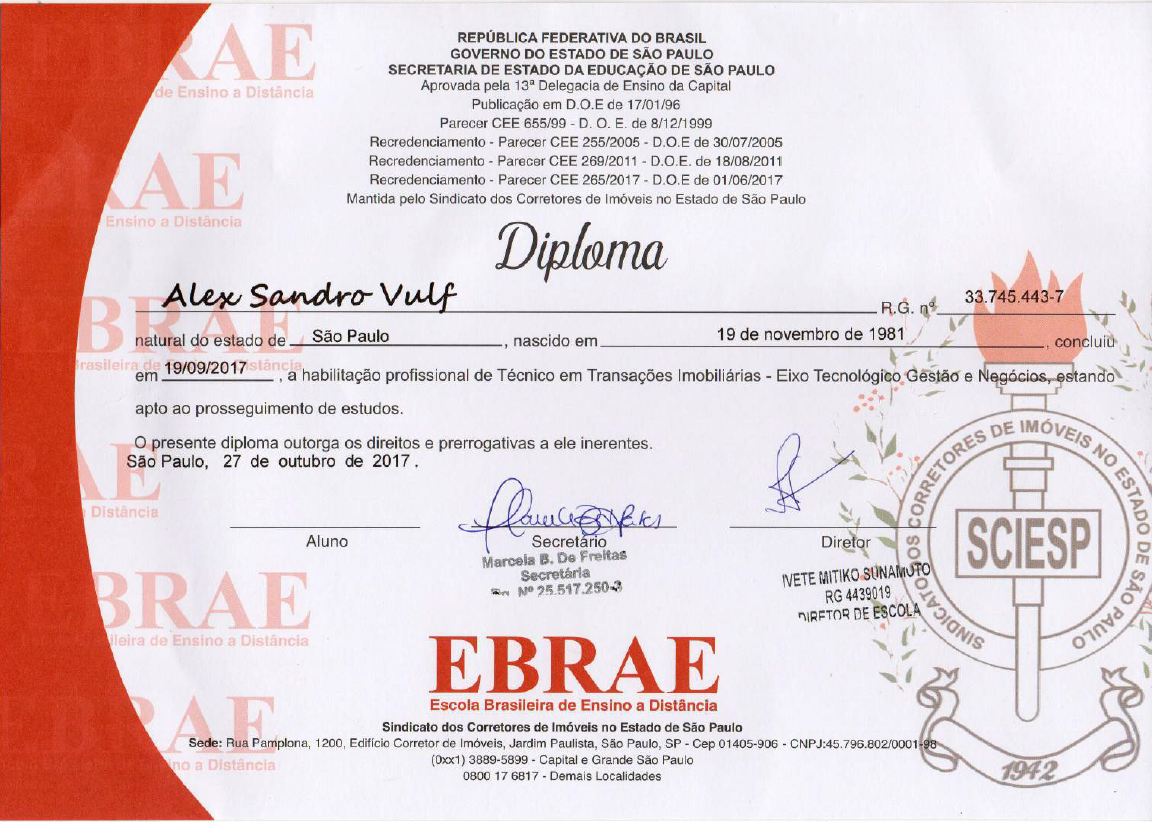 REPÚBLICA FEDERATIVA DO BRASIL
GOVERNO DO ESTADO DE SÃO PAULO
SECRETARIA DE ESTADO DA EDUCAÇÃO DE SÃO PAULO
Aprovada pela 13ª Delegacia de Ensino da Capital
Publicação em D.O.E de 17/01/96
Parecer CEE 655/99 - D. O. E. de 8/12/1999
Recredenciamento - Parecer CEE 255/2005 - D.O.E de 30/07/2005
Recredenciamento - Parecer CEE 269/2011 - D.O.E. de 18/08/2011
Recredenciamento - Parecer CEE 265/2017 - D.O.E de 01/06/2017
Mantida pelo Sindicato dos Corretores de Imóveis no Estado de São Paulo
Diploma
Alex Sandro Vulf R.G. nº 33.745.443-7
natural do estado de São Paulo, nascido em 19 de novembro de 1981, concluiu
em 19/09/2017, a habilitação profissional de Técnico em Transações Imobiliárias - Eixo Tecnológico Gestão e Negócios, estando
apto ao prosseguimento de estudos.
O presente diploma outorga os direitos e prerrogativas a ele inerentes.
São Paulo, 27 de outubro de 2017.
Aluno
Secretário
Marcela B. De Freitas
Secretária
Nº 25.517.250-3
Diretor
IVETE MITIKO SUNAMUTO
RG 4439019
DIRETOR DE ESCOLA
SINDICATO DOS CORRETORES DE IMÓVEIS NO ESTADO DE SÃO PAULO
SCIESP
1942
EBRAE
Escola Brasileira de Ensino a Distância
Sindicato dos Corretores de Imóveis no Estado de São Paulo
Sede: Rua Pamplona, 1200, Edifício Corretor de Imóveis, Jardim Paulista, São Paulo, SP - Cep 01405-906 - CNPJ:45.796.802/0001-98
(0xx1) 3889-5899 - Capital e Grande São Paulo
0800 17 6817 - Demais Localidades